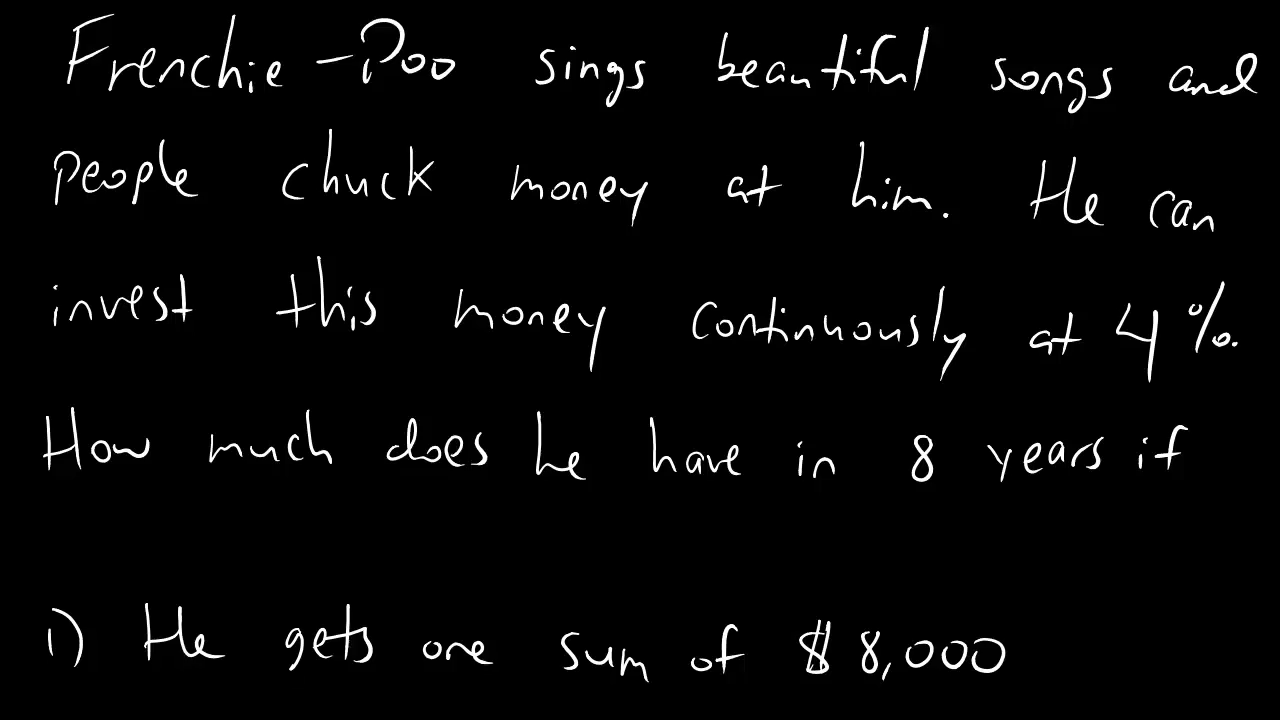 Frenchie-Poo sings beautiful songs and
people chuck money at him. He can
invest this money continuously at 4%.
How much does he have in 8 years if
1) He gets one sum of $8,000